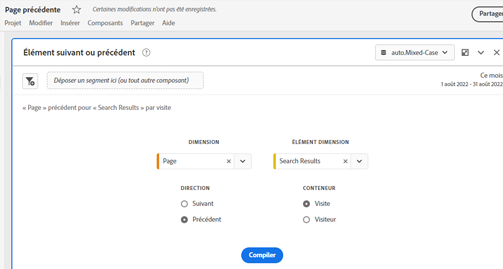 Page précédente
Certaines modifications n'ont pas été enregistrées.
Partager
Projet Modifier Insérer Composants Partager Aide
Élément suivant ou précédent
auto.Mixed-Case
Déposer un segment ici (ou tout autre composant)
Ce mois
1 août 2022 - 31 août 2022
« Page » précédent pour « Search Results » par visite
DIMENSION
ÉLÉMENT DIMENSION
Page
Search Results
DIRECTION
CONTENEUR
Suivant
Visite
Précédent
Visiteur
Compiler